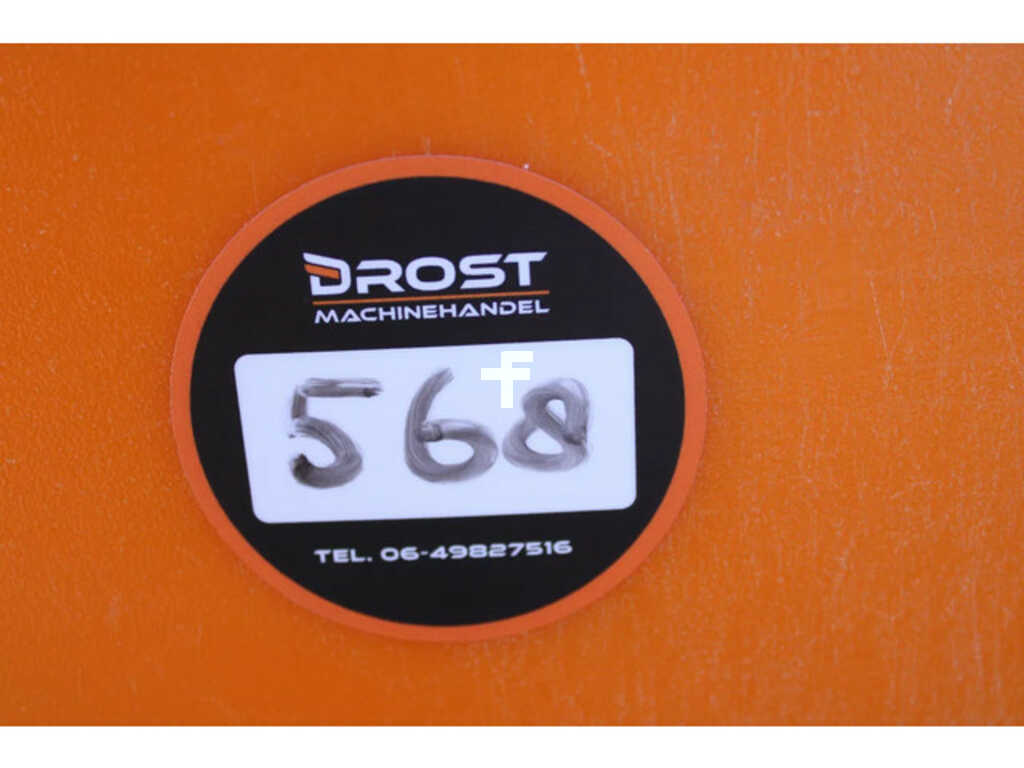 DROST
MACHINEHANDEL
568
TEL. 06-49827516